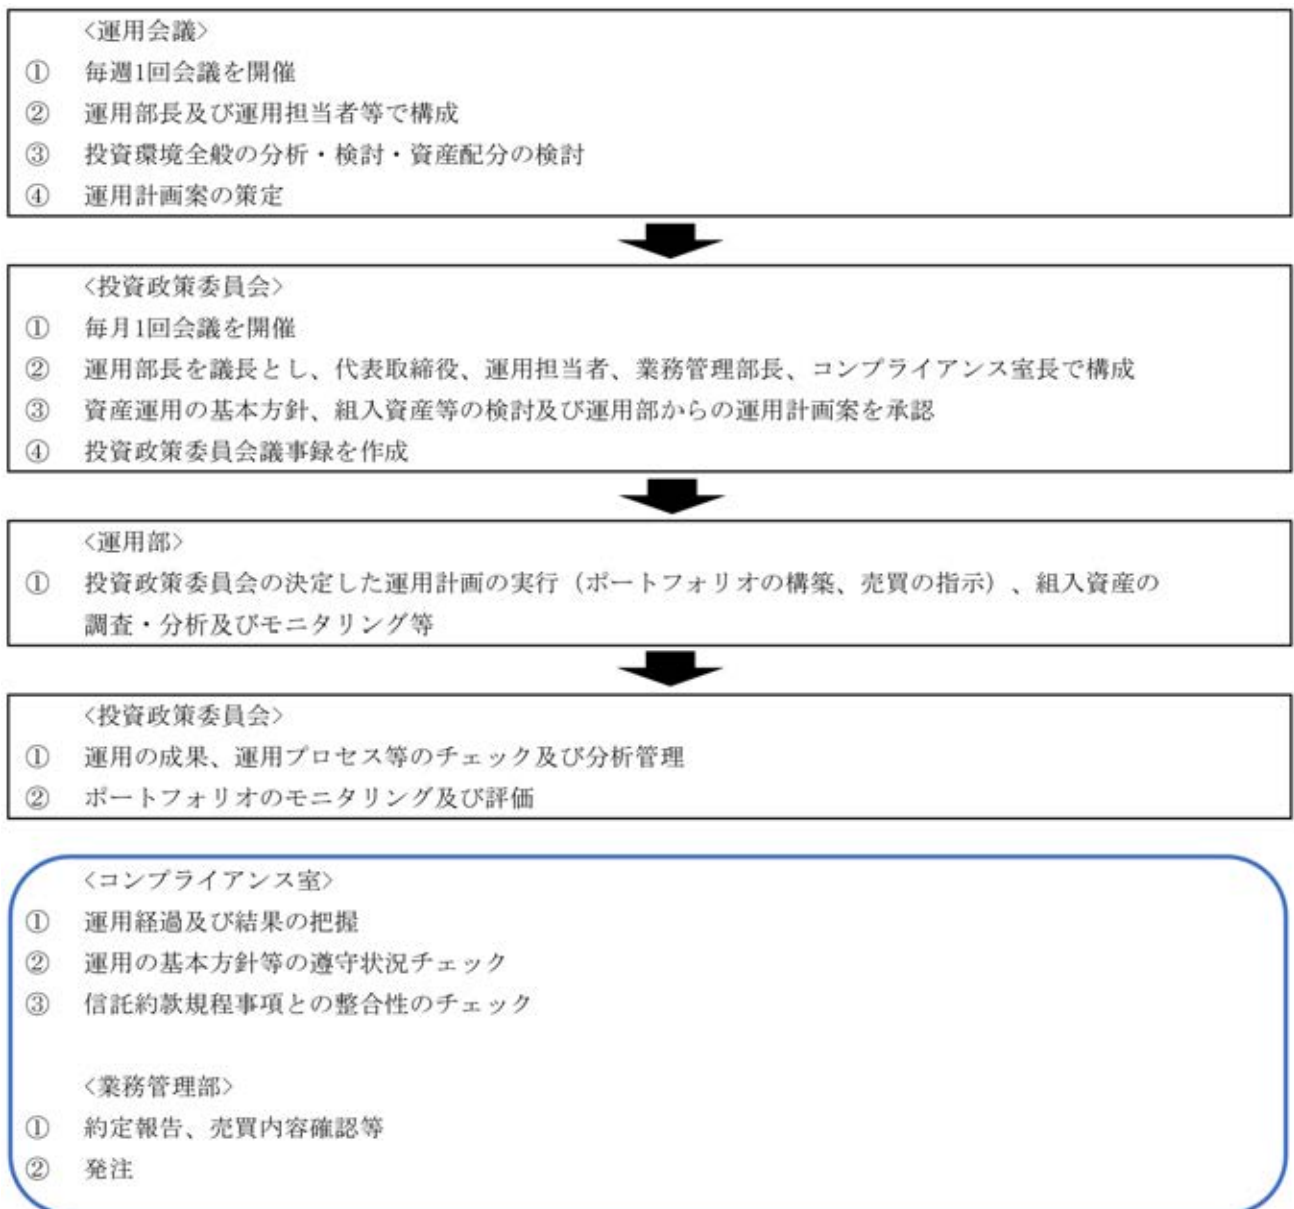 〈運用会議〉
① 毎週1回会議を開催
② 運用部長及び運用担当者等で構成
③ 投資環境全般の分析・検討・資産配分の検討
④ 運用計画案の策定
〈投資政策委員会〉
① 毎月1回会議を開催
② 運用部長を議長とし、代表取締役、運用担当者、業務管理部長、コンプライアンス室長で構成
③ 資産運用の基本方針、組入資産等の検討及び運用部からの運用計画案を承認
④ 投資政策委員会議事録を作成
〈運用部〉
① 投資政策委員会の決定した運用計画の実行（ポートフォリオの構築、売買の指示）、組入資産の
調査・分析及びモニタリング等
〈投資政策委員会〉
① 運用の成果、運用プロセス等のチェック及び分析管理
② ポートフォリオのモニタリング及び評価
〈コンプライアンス室〉
① 運用経過及び結果の把握
② 運用の基本方針等の遵守状況チェック
③ 信託約款規程事項との整合性のチェック
〈業務管理部〉
① 約定報告、売買内容確認等
② 発注